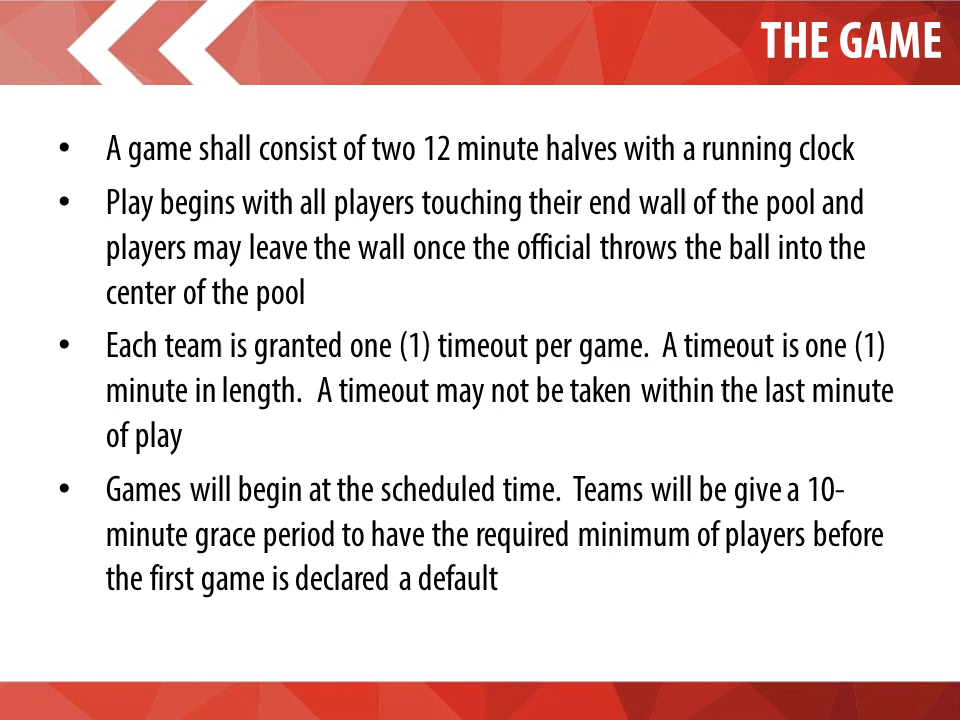 THE GAME
• A game shall consist of two 12 minute halves with a running clock
• Play begins with all players touching their end wall of the pool and
players may leave the wall once the official throws the ball into the
center of the pool
• Each team is granted one (1) timeout per game.  A timeout is one (1)
minute in length.  A timeout may not be taken within the last minute
of play
• Games will begin at the scheduled time.  Teams will be give a 10-
minute grace period to have the required minimum of players before
the first game is declared a default